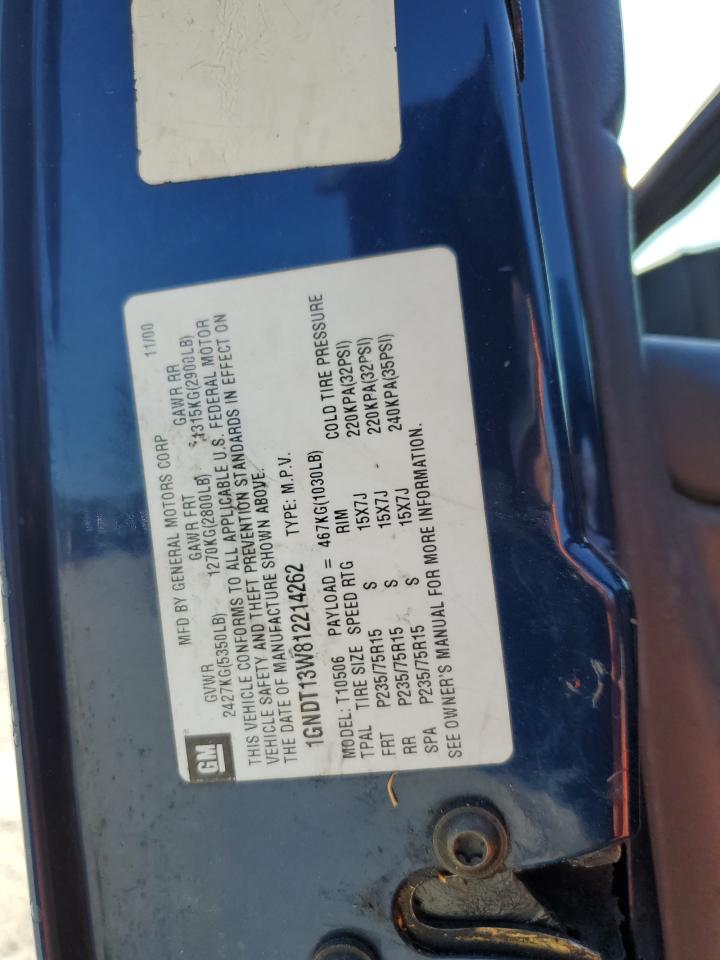 GM
MFD BY GENERAL MOTORS CORP 11/00
GVWR GAWR FRT GAWR RR
2427KG(5350LB) 1270KG(2800LB) 1315KG(2900LB)
THIS VEHICLE CONFORMS TO ALL APPLICABLE U.S. FEDERAL MOTOR
VEHICLE SAFETY AND THEFT PREVENTION STANDARDS IN EFFECT ON
THE DATE OF MANUFACTURE SHOWN ABOVE.
1GNDT13W812214262 TYPE: M.P.V.
MODEL: T10506 PAYLOAD = 467KG(1030LB)
TPAL TIRE SIZE SPEED RTG RIM COLD TIRE PRESSURE
FRT P235/75R15 S 15X7J 220KPA(32PSI)
RR P235/75R15 S 15X7J 220KPA(32PSI)
SPA P235/75R15 S 15X7J 240KPA(35PSI)
SEE OWNER'S MANUAL FOR MORE INFORMATION.